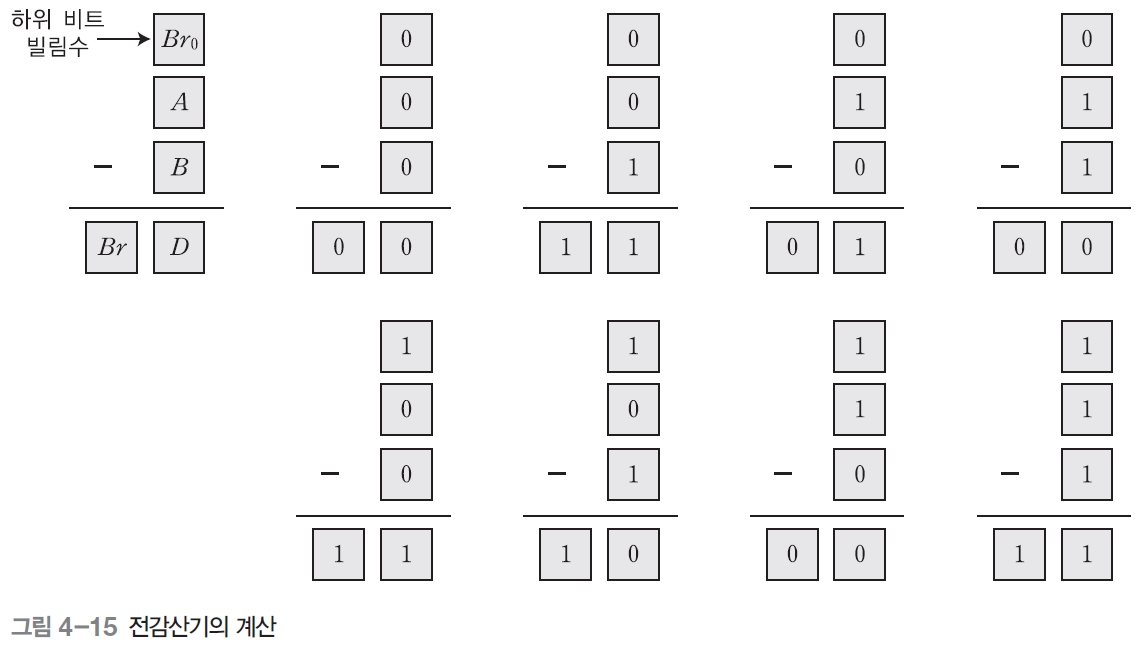 하위 비트
빌림수
Br₀ 0 0 0 0
A 0 0 1 1
− B − 0 − 1 − 0 − 1
Br D 0 0 1 1 0 1 0 0
1 1 1 1
0 0 1 1
− 0 − 1 − 0 − 1
1 1 1 0 0 0 1 1
그림 4−15 전감산기의 계산